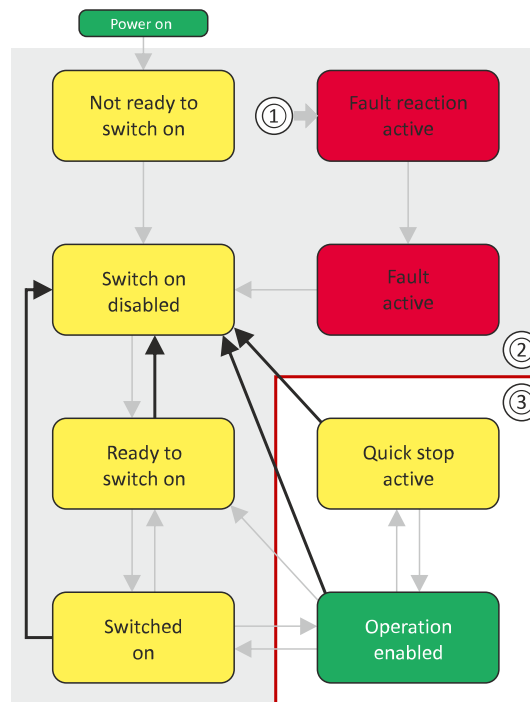 Power on
Not ready to
switch on
1
Fault reaction
active
Switch on
disabled
Fault
active
2
3
Ready to
switch on
Quick stop
active
Switched
on
Operation
enabled